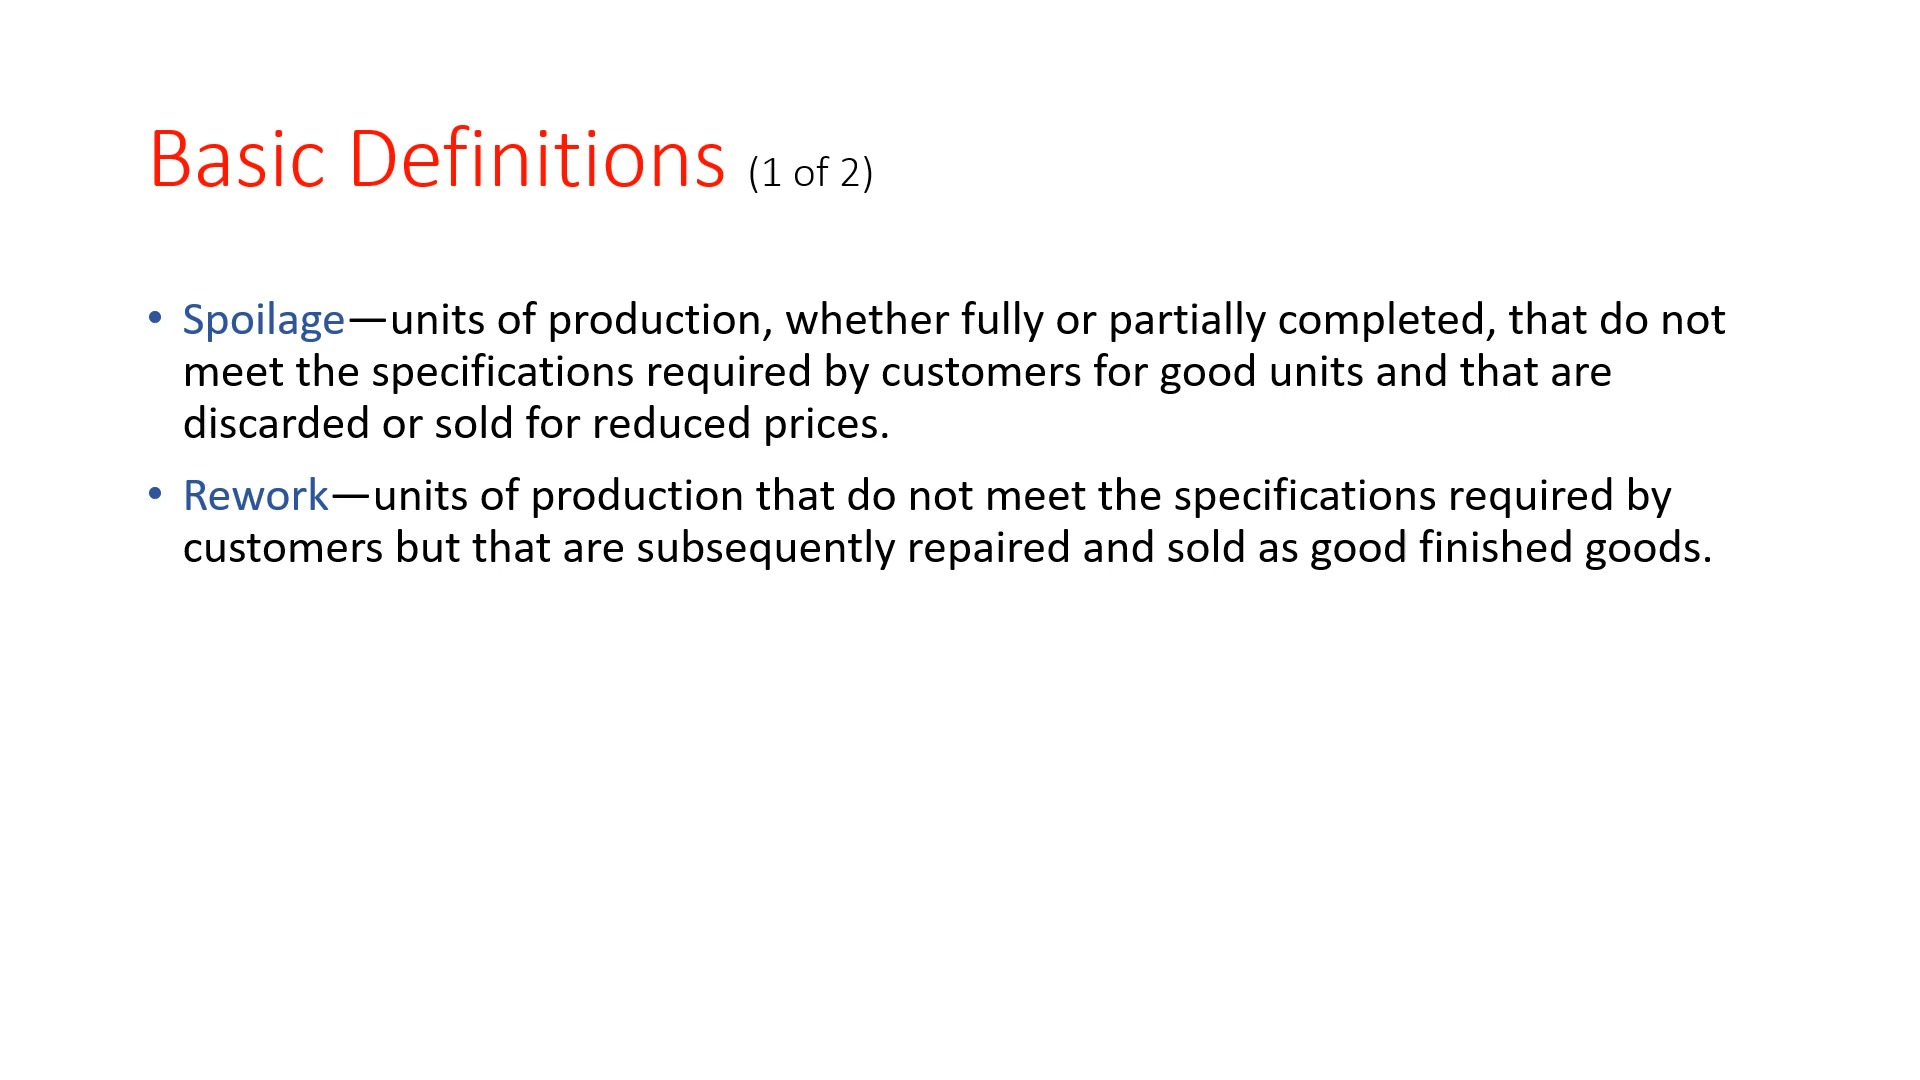 Basic Definitions (1 of 2)
• Spoilage—units of production, whether fully or partially completed, that do not
meet the specifications required by customers for good units and that are
discarded or sold for reduced prices.
• Rework—units of production that do not meet the specifications required by
customers but that are subsequently repaired and sold as good finished goods.